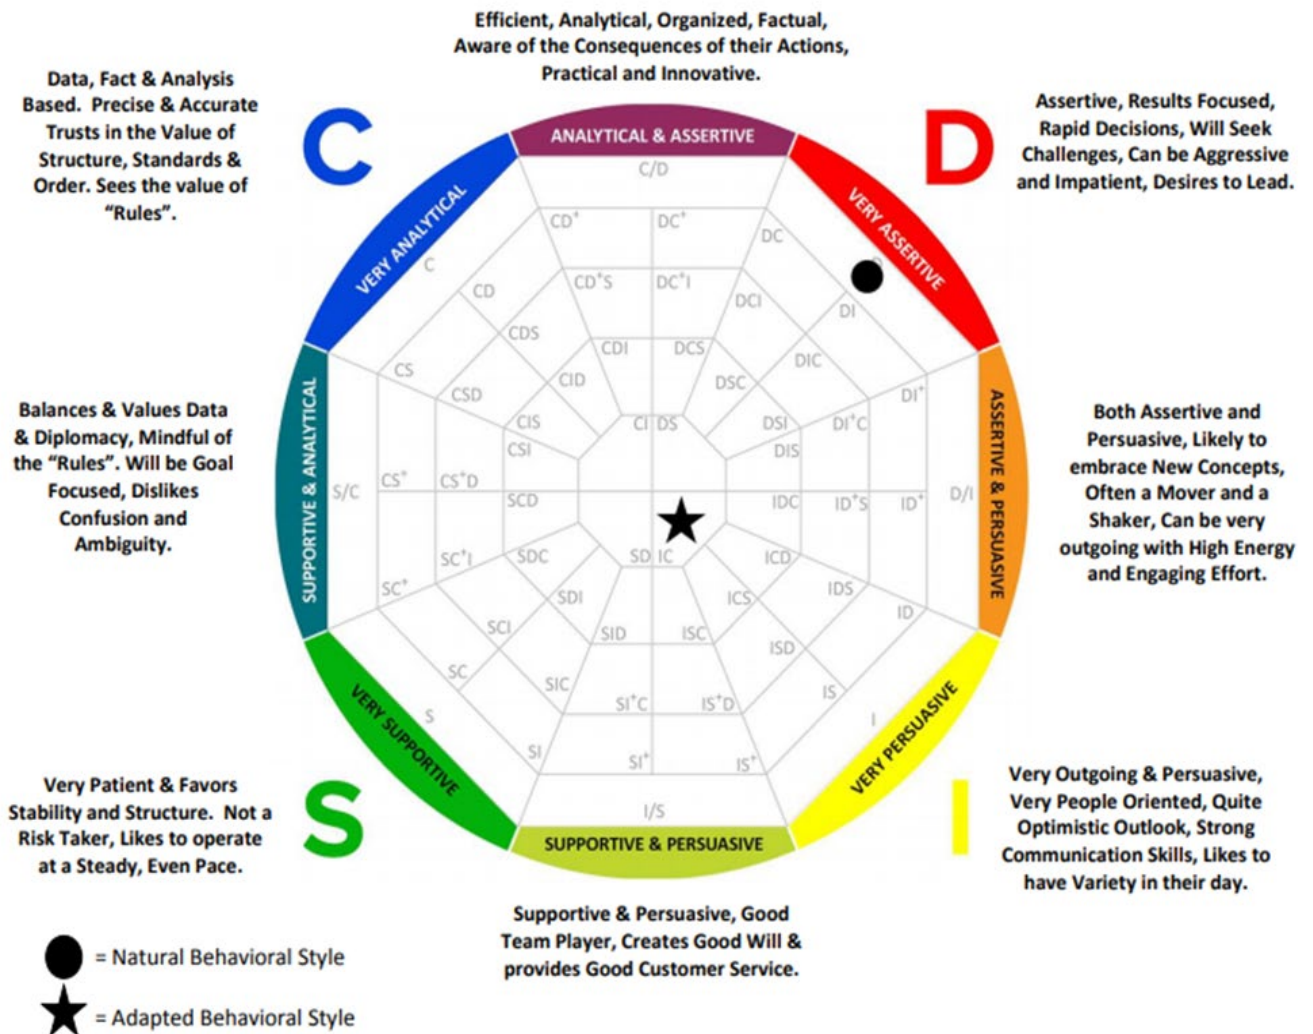 Efficient, Analytical, Organized, Factual,
Aware of the Consequences of their Actions,
Practical and Innovative.
Data, Fact & Analysis
Based. Precise & Accurate
Trusts in the Value of
Structure, Standards &
Order. Sees the value of
“Rules”.
C
D
Assertive, Results Focused,
Rapid Decisions, Will Seek
Challenges, Can be Aggressive
and Impatient, Desires to Lead.
ANALYTICAL & ASSERTIVE
VERY ANALYTICAL
VERY ASSERTIVE
C/D
CD⁺ DC⁺ DC
C
CD CD⁺S DC⁺I DCI DI
CDS CDI DCS DIC
CS CID DSC
CSD DI⁺
CIS CI DS DSI DI⁺C
CSI DIS
Balances & Values Data
& Diplomacy, Mindful of
the “Rules”. Will be Goal
Focused, Dislikes
Confusion and
Ambiguity.
SUPPORTIVE & ANALYTICAL
ASSERTIVE & PERSUASIVE
Both Assertive and
Persuasive, Likely to
embrace New Concepts,
Often a Mover and a
Shaker, Can be very
outgoing with High Energy
and Engaging Effort.
S/C CS⁺ CS⁺D
SCD IDC ID⁺S ID⁺ D/I
SC⁺I SDC SD IC ICD
SC⁺ SDI ICS IDS
SCI SID ISC ID
SC SIC ISD
S SI⁺C IS⁺D IS I
SI SI⁺ IS⁺
I/S
VERY SUPPORTIVE
VERY PERSUASIVE
SUPPORTIVE & PERSUASIVE
Very Patient & Favors
Stability and Structure. Not a
Risk Taker, Likes to operate
at a Steady, Even Pace.
S
I
Very Outgoing & Persuasive,
Very People Oriented, Quite
Optimistic Outlook, Strong
Communication Skills, Likes to
have Variety in their day.
Supportive & Persuasive, Good
Team Player, Creates Good Will &
provides Good Customer Service.
= Natural Behavioral Style
= Adapted Behavioral Style